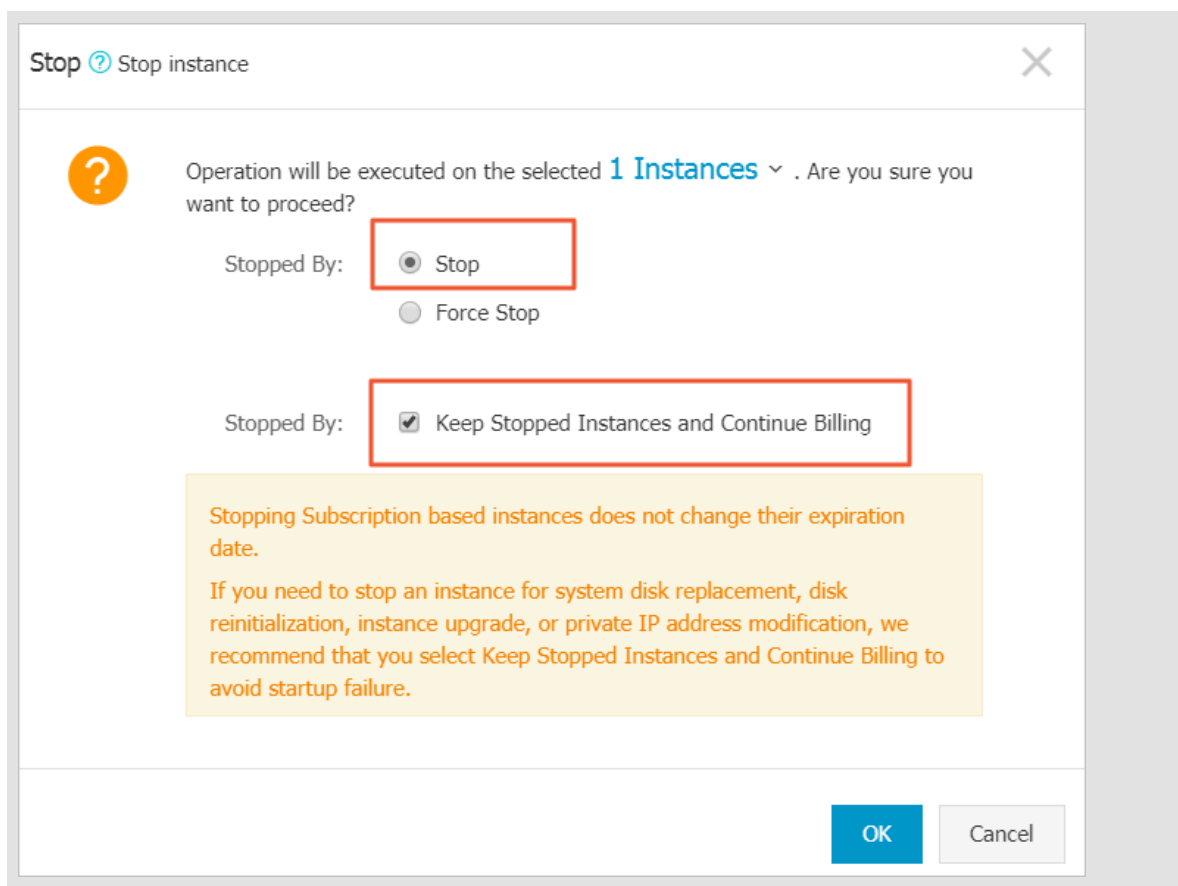 Stop ? Stop instance
?
Operation will be executed on the selected 1 Instances . Are you sure you
want to proceed?
Stopped By: Stop
Force Stop
Stopped By: Keep Stopped Instances and Continue Billing
Stopping Subscription based instances does not change their expiration
date.
If you need to stop an instance for system disk replacement, disk
reinitialization, instance upgrade, or private IP address modification, we
recommend that you select Keep Stopped Instances and Continue Billing to
avoid startup failure.
OK Cancel